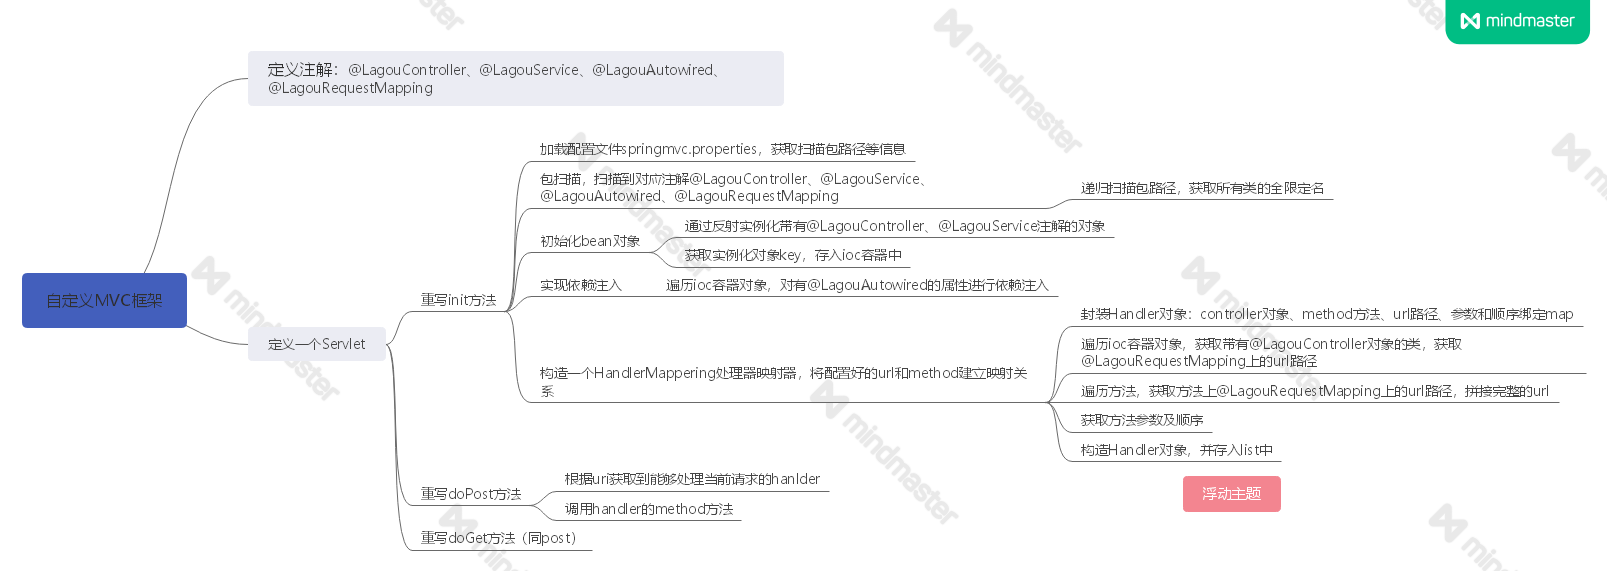 mindmaster
定义注解：@LagouController、@LagouService、@LagouAutowired、
@LagouRequestMapping
加载配置文件springmvc.properties，获取扫描包路径等信息
包扫描，扫描到对应注解@LagouController、@LagouService、
@LagouAutowired、@LagouRequestMapping
递归扫描包路径，获取所有类的全限定名
初始化bean对象
通过反射实例化带有@LagouController、@LagouService注解的对象
获取实例化对象key，存入ioc容器中
实现依赖注入
遍历ioc容器对象，对有@LagouAutowired的属性进行依赖注入
自定义MVC框架
重写init方法
定义一个Servlet
构造一个HandlerMappering处理器映射器，将配置好的url和method建立映射关
系
封装Handler对象：controller对象、method方法、url路径、参数和顺序绑定map
遍历ioc容器对象，获取带有@LagouController对象的类，获取
@LagouRequestMapping上的url路径
遍历方法，获取方法上@LagouRequestMapping上的url路径，拼接完整的url
获取方法参数及顺序
构造Handler对象，并存入list中
重写doPost方法
根据uri获取到能够处理当前请求的hanlder
调用handler的method方法
重写doGet方法（同post）
浮动主题
mindmaster
mindmaster
mindmaster
mindmaster
mindmaster